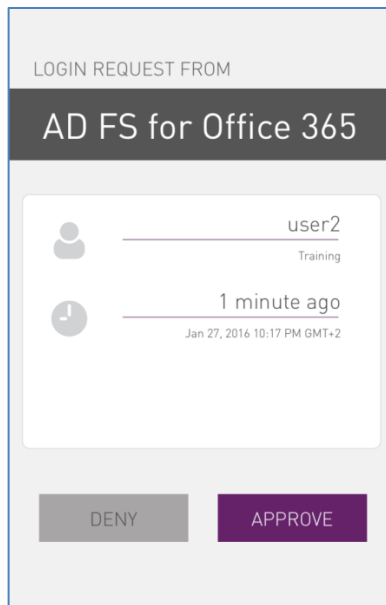 LOGIN REQUEST FROM
AD FS for Office 365
user2
Training
1 minute ago
Jan 27, 2016 10:17 PM GMT+2
DENY
APPROVE